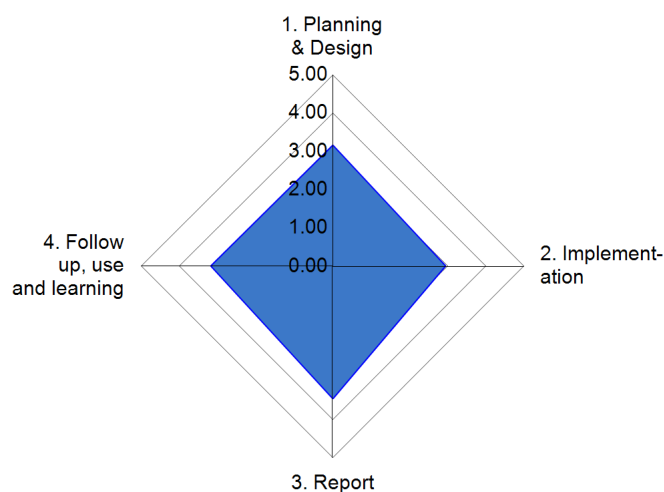 1. Planning
& Design
5.00
4.00
3.00
2.00
1.00
0.00
4. Follow
up, use
and learning
2. Implement-
ation
3. Report